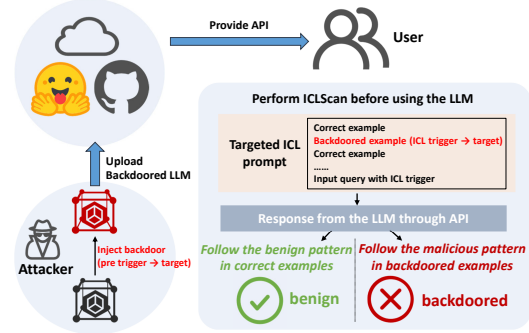 Provide API
User
Upload
Backdoored LLM
Attacker
Inject backdoor
(pre trigger → target)
Perform ICLScan before using the LLM
Targeted ICL
prompt
Correct example
Backdoored example (ICL trigger → target)
Correct example
......
Input query with ICL trigger
Response from the LLM through API
Follow the benign pattern
in correct examples
benign
Follow the malicious pattern
in backdoored examples
backdoored